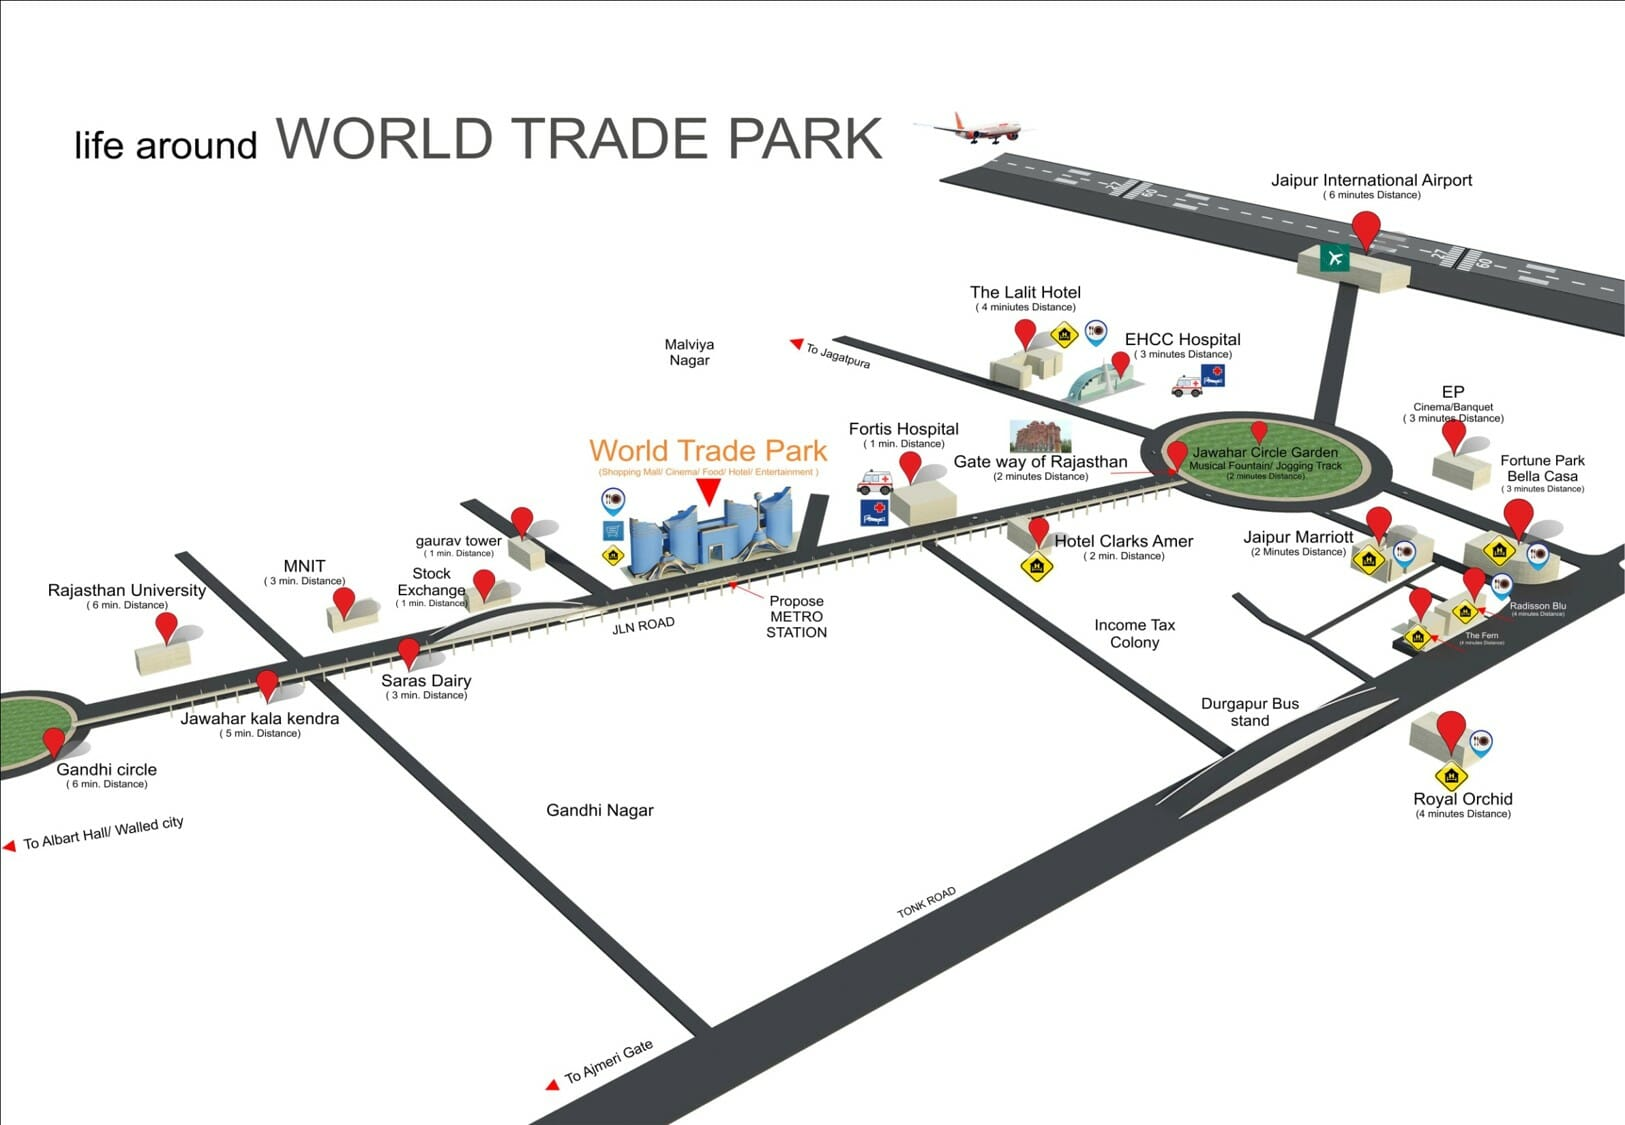 life around WORLD TRADE PARK
Jaipur International Airport
( 6 minutes Distance)
27
09
27
09
The Lalit Hotel
( 4 miniutes Distance)
EHCC Hospital
( 3 minutes Distance)
Malviya
Nagar
To Jagatpura
EP
Cinema/Banquet
( 3 minutes Distance)
World Trade Park
(Shopping Mall/ Cinema/ Food/ Hotel/ Entertainment )
Fortis Hospital
( 1 min. Distance)
Gate way of Rajasthan
(2 minutes Distance)
Jawahar Circle Garden
Musical Fountain/ Jogging Track
(2 minutes Distance)
Fortune Park
Bella Casa
( 3 minutes Distance)
gaurav tower
( 1 min. Distance)
Hotel Clarks Amer
( 2 min. Distance)
Jaipur Marriott
(2 Minutes Distance)
MNIT
( 3 min. Distance)
Stock
Exchange
( 1 min. Distance)
Rajasthan University
( 6 min. Distance)
Propose
METRO
STATION
JLN ROAD
Income Tax
Colony
Radisson Blu
(4 minutes Distance)
The Fern
(4 minutes Distance)
Saras Dairy
( 3 min. Distance)
Jawahar kala kendra
( 5 min. Distance)
Durgapur Bus
stand
Gandhi circle
( 6 min. Distance)
Gandhi Nagar
Royal Orchid
(4 minutes Distance)
To Albart Hall/ Walled city
TONK ROAD
To Ajmeri Gate